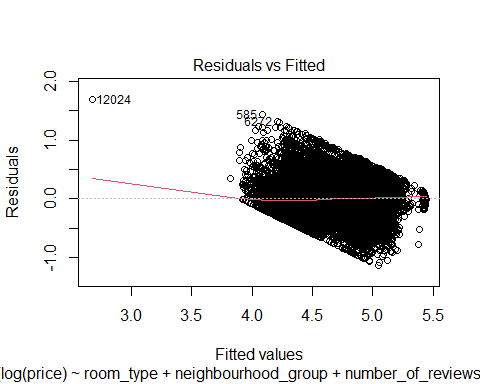 Residuals vs Fitted
2.0
1.0
0.0
-1.0
Residuals
12024
585
6272
3.0 3.5 4.0 4.5 5.0 5.5
Fitted values
log(price) ~ room_type + neighbourhood_group + number_of_reviews